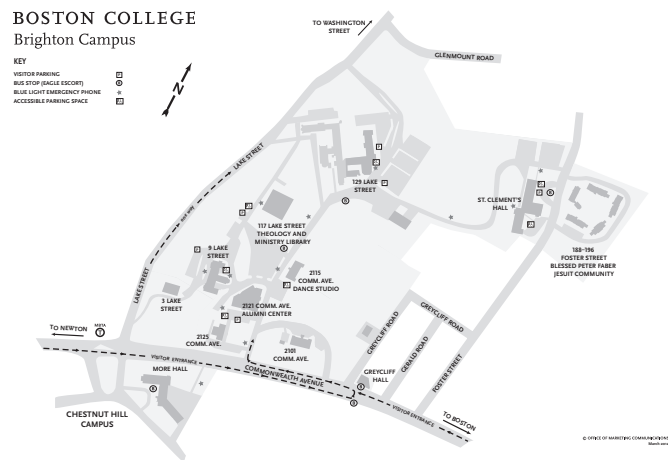 BOSTON COLLEGE
Brighton Campus
KEY
VISITOR PARKING P
BUS STOP (EAGLE ESCORT) B
BLUE LIGHT EMERGENCY PHONE
ACCESSIBLE PARKING SPACE
N
TO WASHINGTON
STREET
GLENMOUNT ROAD
LAKE STREET
one way
129 LAKE
STREET
ST. CLEMENT'S
HALL
117 LAKE STREET
THEOLOGY AND
MINISTRY LIBRARY
188-196
FOSTER STREET
BLESSED PETER FABER
JESUIT COMMUNITY
9 LAKE
STREET
2115
COMM. AVE.
DANCE STUDIO
LAKE STREET
3 LAKE
STREET
2121 COMM. AVE.
ALUMNI CENTER
GREYCLIFF ROAD
GREYCLIFF ROAD
GERALD ROAD
FOSTER STREET
TO NEWTON
MBTA
T
2125
COMM. AVE.
2101
COMM. AVE.
VISITOR ENTRANCE
MORE HALL
COMMONWEALTH AVENUE
GREYCLIFF
HALL
VISITOR ENTRANCE
TO BOSTON
CHESTNUT HILL
CAMPUS
© OFFICE OF MARKETING COMMUNICATIONS